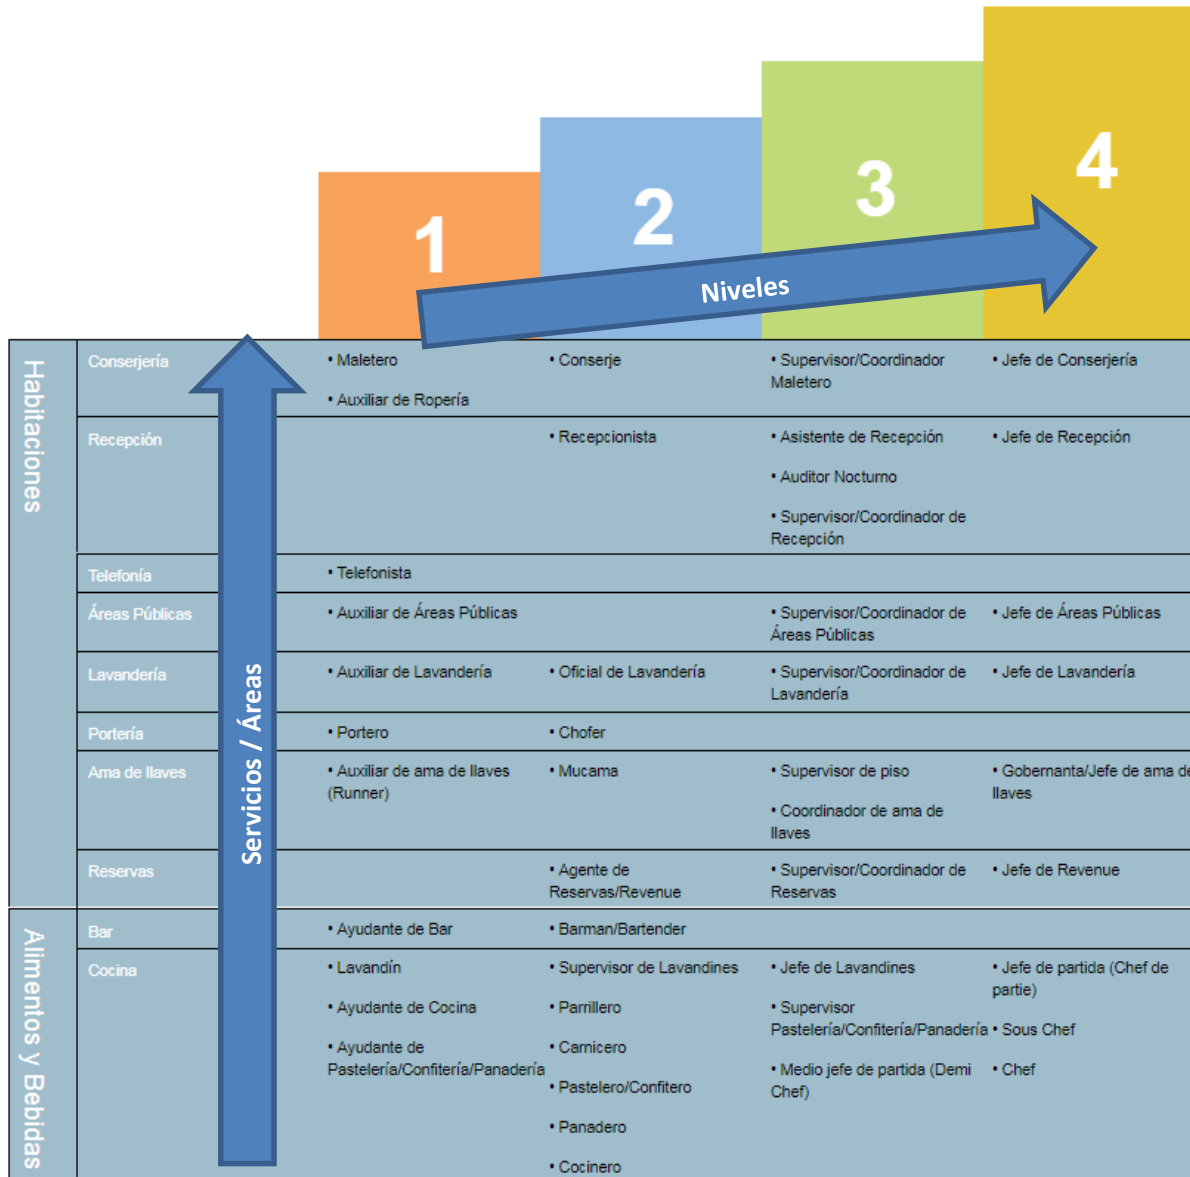 1
2
3
4
Niveles
Servicios / Áreas
Habitaciones
Conserjería
• Maletero
• Auxiliar de Ropería
• Conserje
• Supervisor/Coordinador
Maletero
• Jefe de Conserjería
Recepción
• Recepcionista
• Asistente de Recepción
• Auditor Nocturno
• Supervisor/Coordinador de
Recepción
• Jefe de Recepción
Telefonía
• Telefonista
Áreas Públicas
• Auxiliar de Áreas Públicas
• Supervisor/Coordinador de
Áreas Públicas
• Jefe de Áreas Públicas
Lavandería
• Auxiliar de Lavandería
• Oficial de Lavandería
• Supervisor/Coordinador de
Lavandería
• Jefe de Lavandería
Portería
• Portero
• Chofer
Ama de llaves
• Auxiliar de ama de llaves
(Runner)
• Mucama
• Supervisor de piso
• Coordinador de ama de
llaves
• Gobernanta/Jefe de ama de
llaves
Reservas
• Agente de
Reservas/Revenue
• Supervisor/Coordinador de
Reservas
• Jefe de Revenue
Alimentos y Bebidas
Bar
• Ayudante de Bar
• Barman/Bartender
Cocina
• Lavandín
• Ayudante de Cocina
• Ayudante de
Pastelería/Confitería/Panadería
• Supervisor de Lavandines
• Parrillero
• Carnicero
• Pastelero/Confitero
• Panadero
• Cocinero
• Jefe de Lavandines
• Supervisor
Pastelería/Confitería/Panadería
• Medio jefe de partida (Demi
Chef)
• Jefe de partida (Chef de
partie)
• Sous Chef
• Chef